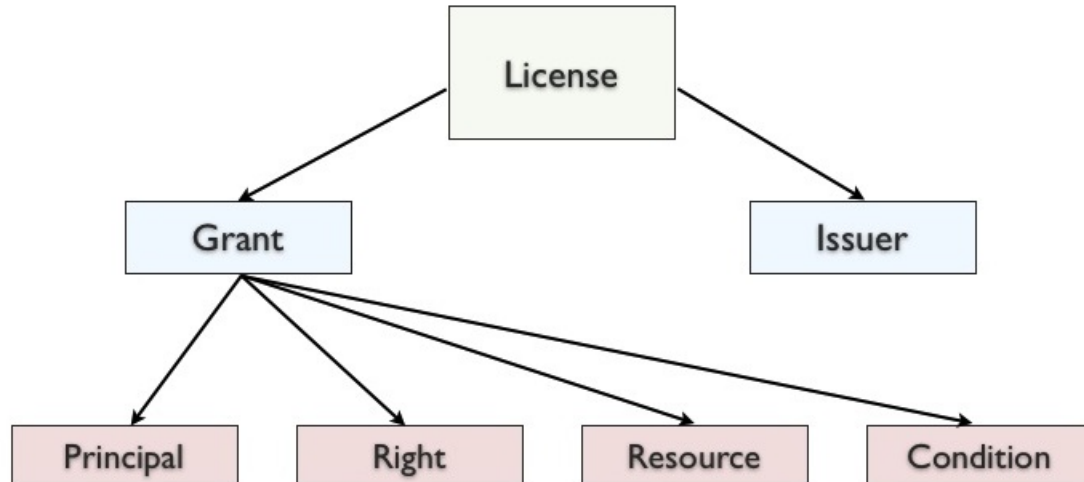 License
Grant
Issuer
Principal
Right
Resource
Condition